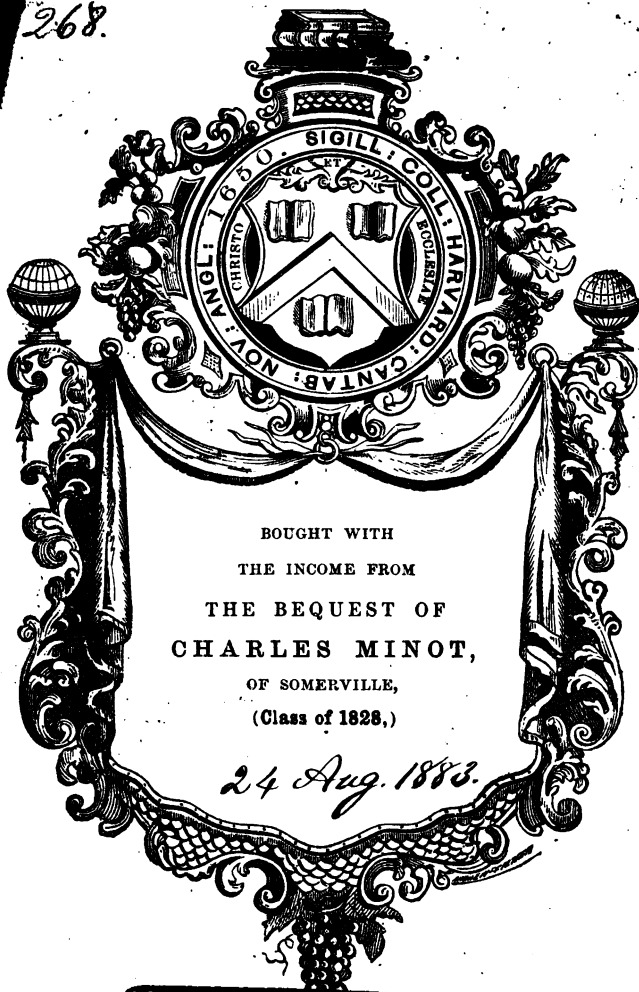 268.
SIGILL: COLL: HARVARD: CANTAB: NOV: ANGL: 1650.
CHRISTO
ET
ECCLESIAE
BOUGHT WITH
THE INCOME FROM
THE BEQUEST OF
CHARLES MINOT,
OF SOMERVILLE,
(Class of 1828,)
24 Aug. 1883.